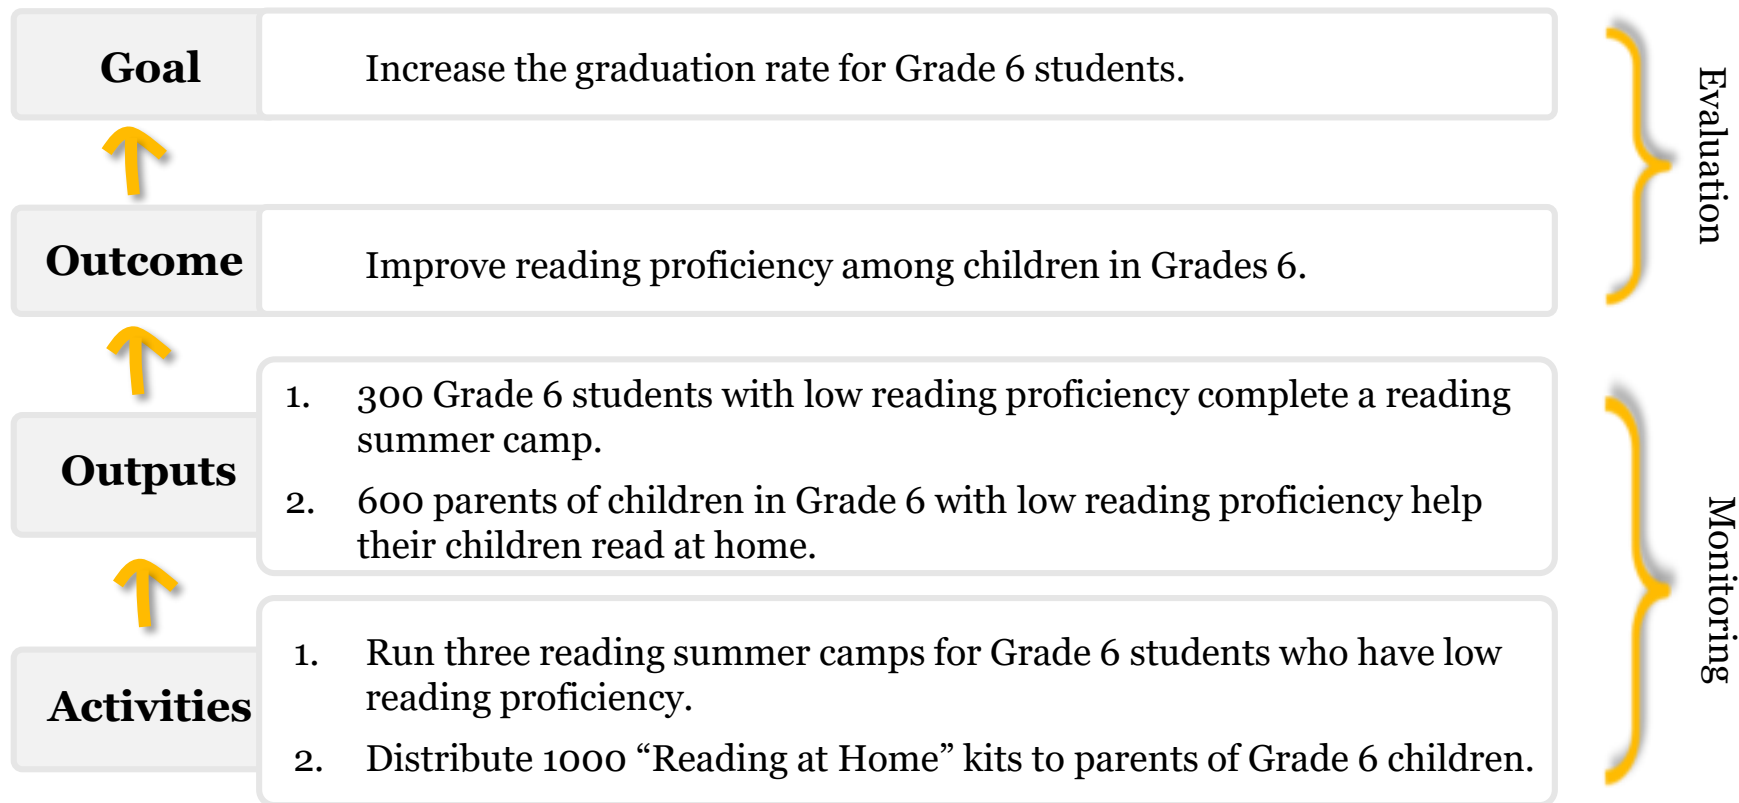 Goal
Increase the graduation rate for Grade 6 students.
Evaluation
Outcome
Improve reading proficiency among children in Grades 6.
Outputs
1. 300 Grade 6 students with low reading proficiency complete a reading
summer camp.
2. 600 parents of children in Grade 6 with low reading proficiency help
their children read at home.
Monitoring
Activities
1. Run three reading summer camps for Grade 6 students who have low
reading proficiency.
2. Distribute 1000 “Reading at Home” kits to parents of Grade 6 children.